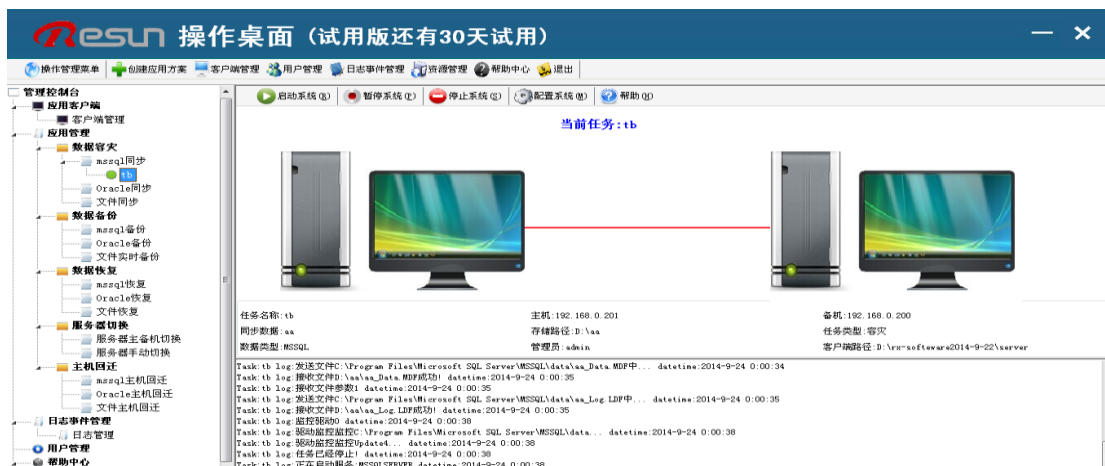 Resun 操作桌面（试用版还有30天试用）
操作管理菜单 创建应用方案 客户端管理 用户管理 日志事件管理 资源管理 帮助中心 退出
管理控制台
应用客户端
客户端管理
应用管理
数据容灾
mssql同步
tb
Oracle同步
文件同步
数据备份
mssql备份
Oracle备份
文件实时备份
数据恢复
mssql恢复
Oracle恢复
文件恢复
服务器切换
服务器主备机切换
服务器手动切换
主机回迁
mssql主机回迁
Oracle主机回迁
文件主机回迁
日志事件管理
日志管理
用户管理
帮助中心
启动系统(R) 暂停系统(P) 停止系统(S) 配置系统(M) 帮助(H)
当前任务:tb
任务名称:tb 主机:192.168.0.201 备机:192.168.0.200
同步数据:aa 存储路径:D:\aa 任务类型:容灾
数据类型:MSSQL 管理员:admin 客户端路径:D:\rx-softeware2014-9-22\server
Task:tb log:发送文件C:\Program Files\Microsoft SQL Server\MSSQL\data\aa_Data.MDF中... datetime:2014-9-24 0:00:34
Task:tb log:接收文件D:\aa\aa_Data.MDF成功! datetime:2014-9-24 0:00:35
Task:tb log:接收文件参数1 datetime:2014-9-24 0:00:35
Task:tb log:发送文件C:\Program Files\Microsoft SQL Server\MSSQL\data\aa_Log.LDF中... datetime:2014-9-24 0:00:35
Task:tb log:接收文件D:\aa\aa_Log.LDF成功! datetime:2014-9-24 0:00:35
Task:tb log:监控驱动0 datetime:2014-9-24 0:00:38
Task:tb log:驱动监控监控C:\Program Files\Microsoft SQL Server\MSSQL\data... datetime:2014-9-24 0:00:38
Task:tb log:驱动监控监控Update4... datetime:2014-9-24 0:00:38
Task:tb log:任务已经停止! datetime:2014-9-24 0:00:38
Task:tb log:正在启动服务:MSSQLSERVER datetime:2014-9-24 0:00:38